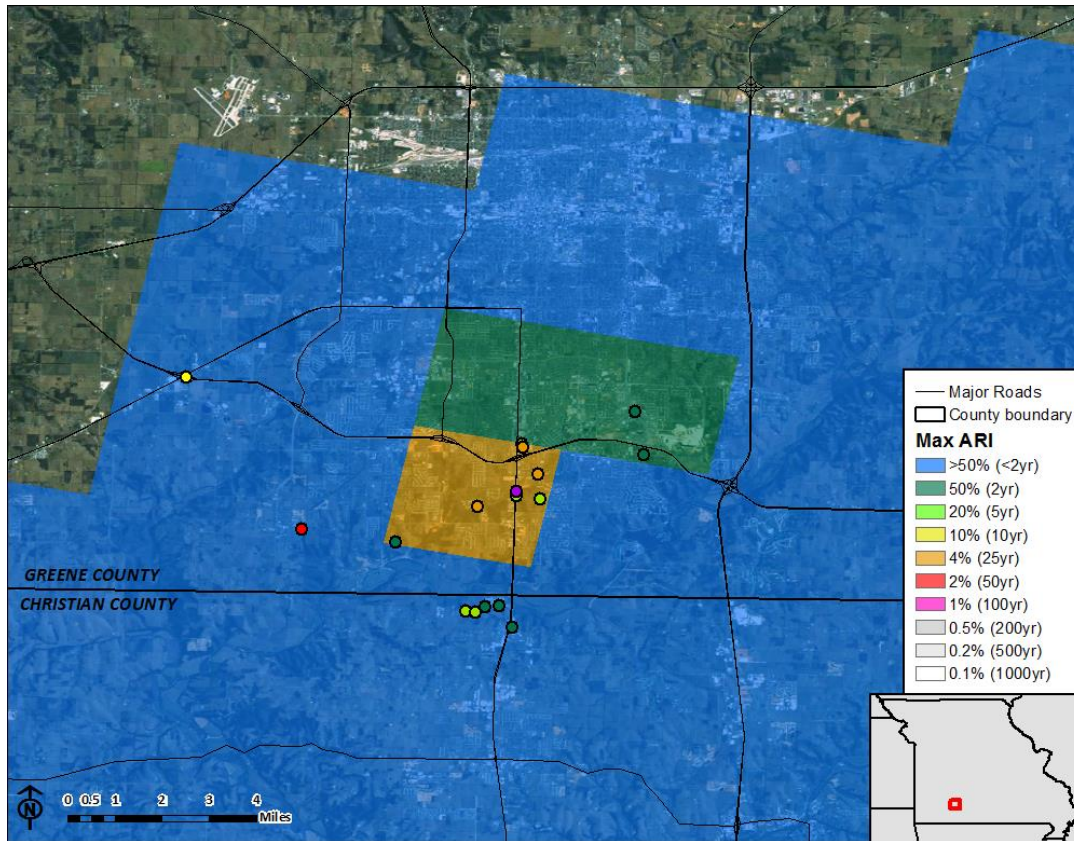 Major Roads
County boundary
Max ARI
>50% (<2yr)
50% (2yr)
20% (5yr)
10% (10yr)
4% (25yr)
2% (50yr)
1% (100yr)
0.5% (200yr)
0.2% (500yr)
0.1% (1000yr)
GREENE COUNTY
CHRISTIAN COUNTY
N
0 0.5 1 2 3 4
Miles